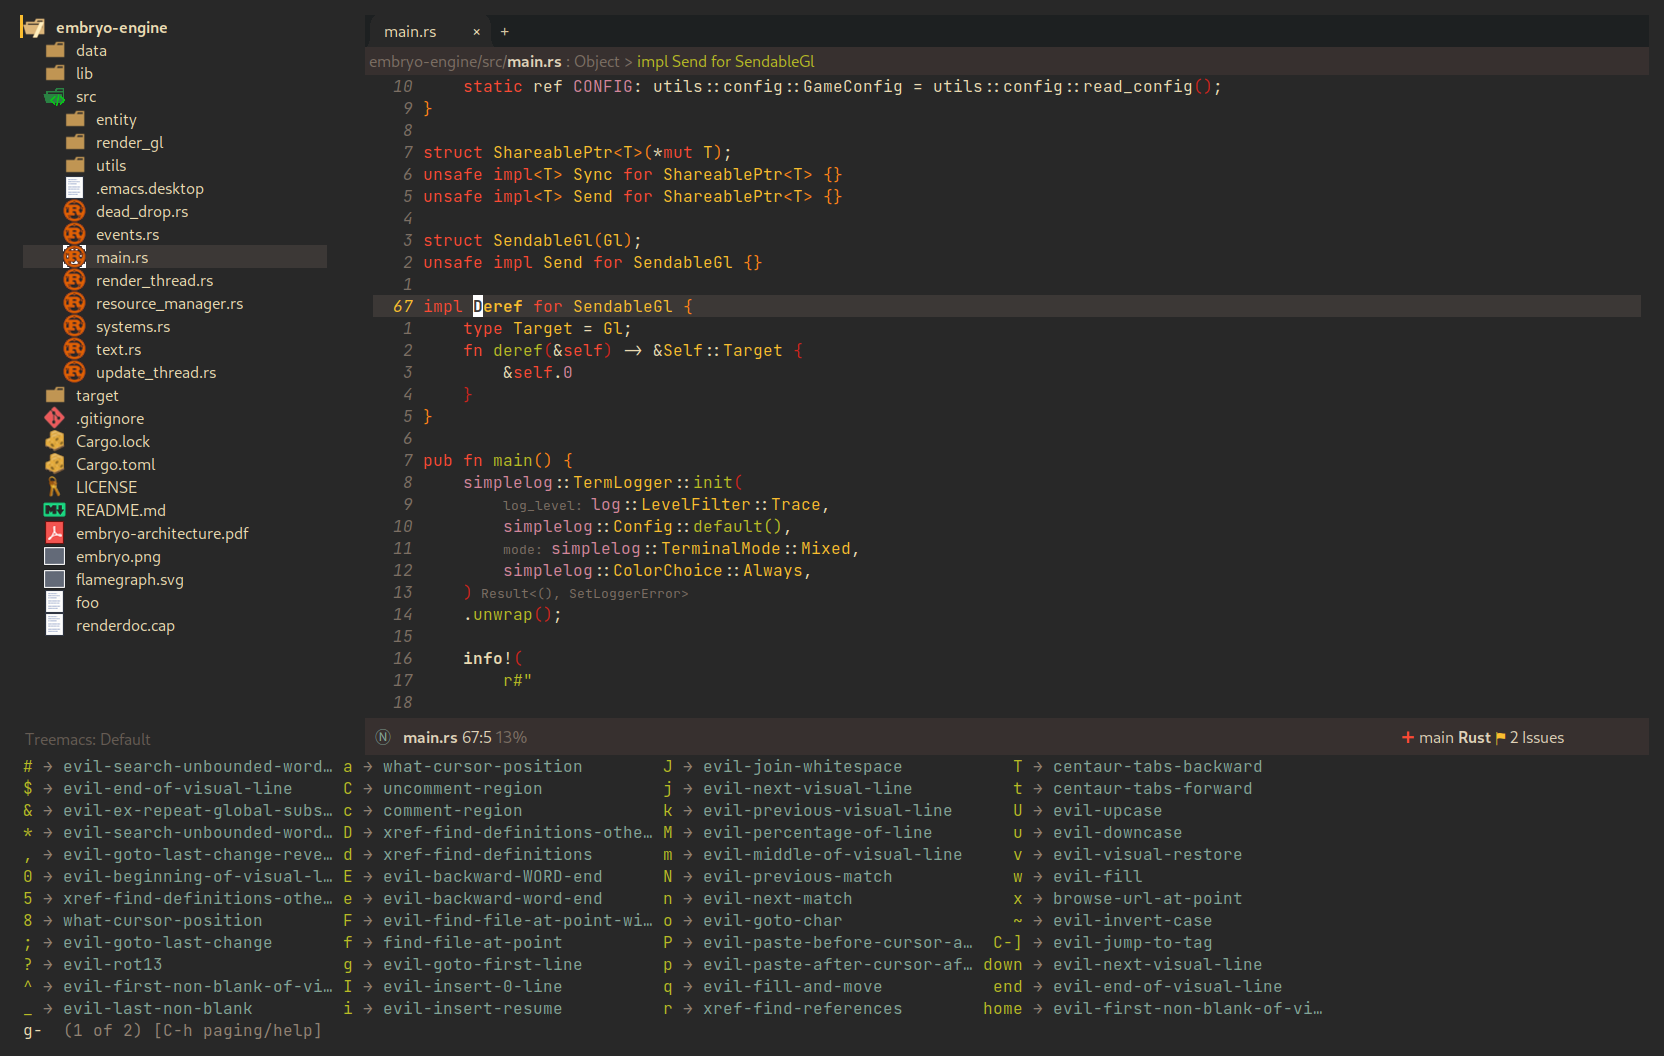 embryo-engine
data
lib
src
entity
render_gl
utils
.emacs.desktop
dead_drop.rs
events.rs
main.rs
render_thread.rs
resource_manager.rs
systems.rs
text.rs
update_thread.rs
target
.gitignore
Cargo.lock
Cargo.toml
LICENSE
README.md
embryo-architecture.pdf
embryo.png
flamegraph.svg
foo
renderdoc.cap
Treemacs: Default
main.rs × +
embryo-engine/src/main.rs : Object > impl Send for SendableGl
10 static ref CONFIG: utils::config::GameConfig = utils::config::read_config();
9 }
8
7 struct ShareablePtr<T>(*mut T);
6 unsafe impl<T> Sync for ShareablePtr<T> {}
5 unsafe impl<T> Send for ShareablePtr<T> {}
4
3 struct SendableGl(Gl);
2 unsafe impl Send for SendableGl {}
1
67 impl Deref for SendableGl {
1 type Target = Gl;
2 fn deref(&self) -> &Self::Target {
3 &self.0
4 }
5 }
6
7 pub fn main() {
8 simplelog::TermLogger::init(
9 log_level: log::LevelFilter::Trace,
10 simplelog::Config::default(),
11 mode: simplelog::TerminalMode::Mixed,
12 simplelog::ColorChoice::Always,
13 ) Result<(), SetLoggerError>
14 .unwrap();
15
16 info!(
17 r#"
18
Ⓝ main.rs 67:5 13% + main Rust 2 Issues
# → evil-search-unbounded-word… a → what-cursor-position J → evil-join-whitespace T → centaur-tabs-backward
$ → evil-end-of-visual-line C → uncomment-region j → evil-next-visual-line t → centaur-tabs-forward
& → evil-ex-repeat-global-subs… c → comment-region k → evil-previous-visual-line U → evil-upcase
* → evil-search-unbounded-word… D → xref-find-definitions-othe… M → evil-percentage-of-line u → evil-downcase
, → evil-goto-last-change-reve… d → xref-find-definitions m → evil-middle-of-visual-line v → evil-visual-restore
0 → evil-beginning-of-visual-l… E → evil-backward-WORD-end N → evil-previous-match w → evil-fill
5 → xref-find-definitions-othe… e → evil-backward-word-end n → evil-next-match x → browse-url-at-point
8 → what-cursor-position F → evil-find-file-at-point-wi… o → evil-goto-char ~ → evil-invert-case
; → evil-goto-last-change f → find-file-at-point P → evil-paste-before-cursor-a… C-] → evil-jump-to-tag
? → evil-rot13 g → evil-goto-first-line p → evil-paste-after-cursor-af… down → evil-next-visual-line
^ → evil-first-non-blank-of-vi… I → evil-insert-0-line q → evil-fill-and-move end → evil-end-of-visual-line
_ → evil-last-non-blank i → evil-insert-resume r → xref-find-references home → evil-first-non-blank-of-vi…
g- (1 of 2) [C-h paging/help]